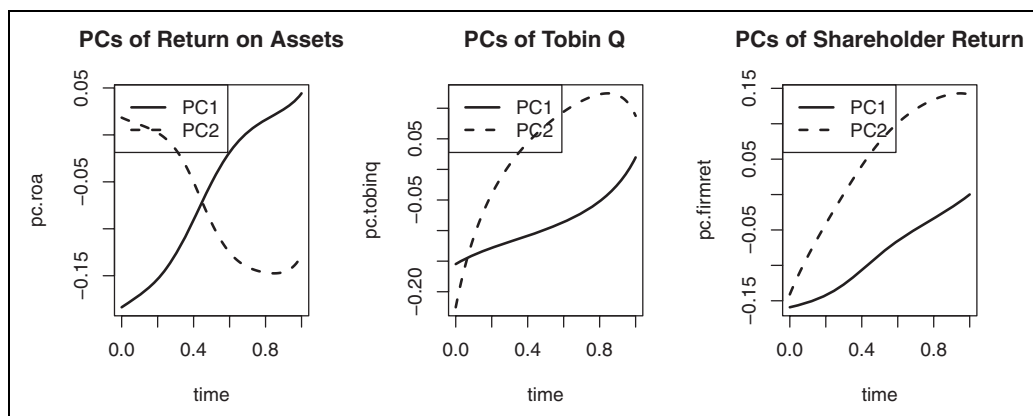 PCs of Return on Assets
PC1
PC2
pc.roa
0.05
−0.05
−0.15
0.0 0.4 0.8
time
PCs of Tobin Q
PC1
PC2
pc.tobinq
0.05
−0.05
−0.20
0.0 0.4 0.8
time
PCs of Shareholder Return
PC1
PC2
pc.firmret
0.15
0.05
−0.05
−0.15
0.0 0.4 0.8
time